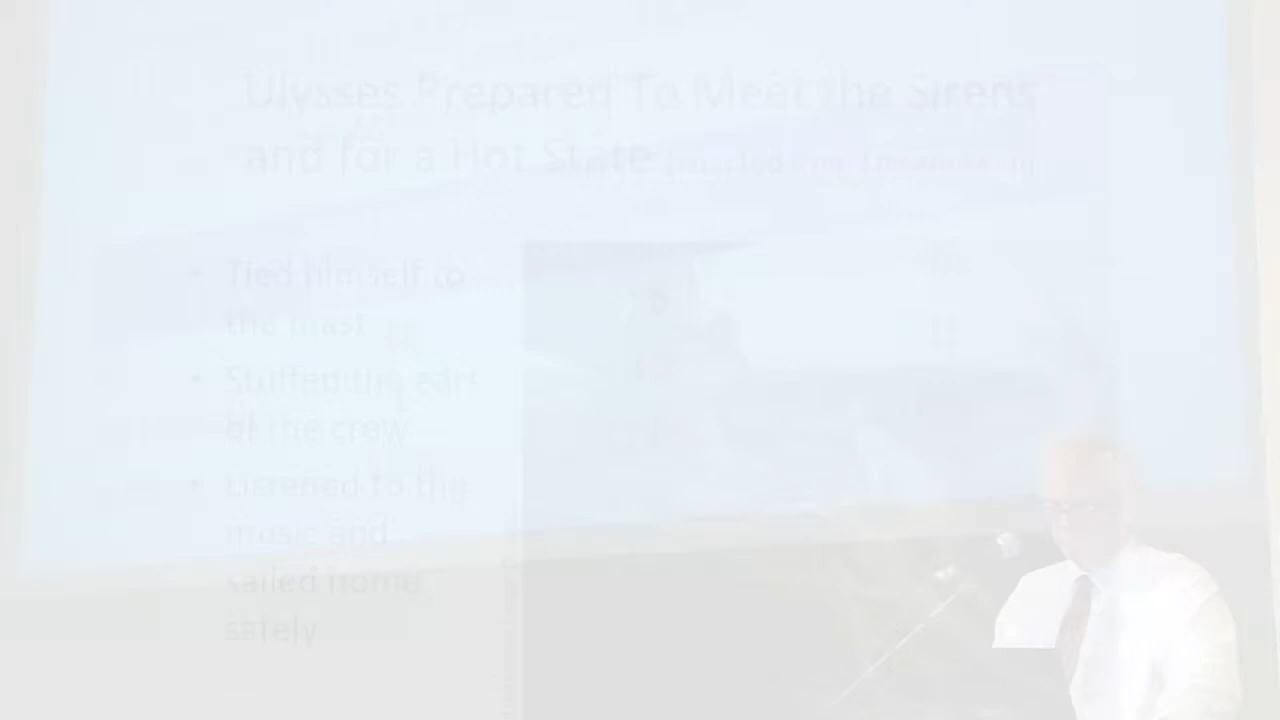 Ulysses Prepared To Meet the Sirens
and for a Hot State
• Tied himself to
the mast
• Stuffed the ears
of the crew
• Listened to the
music and
sailed home
safely